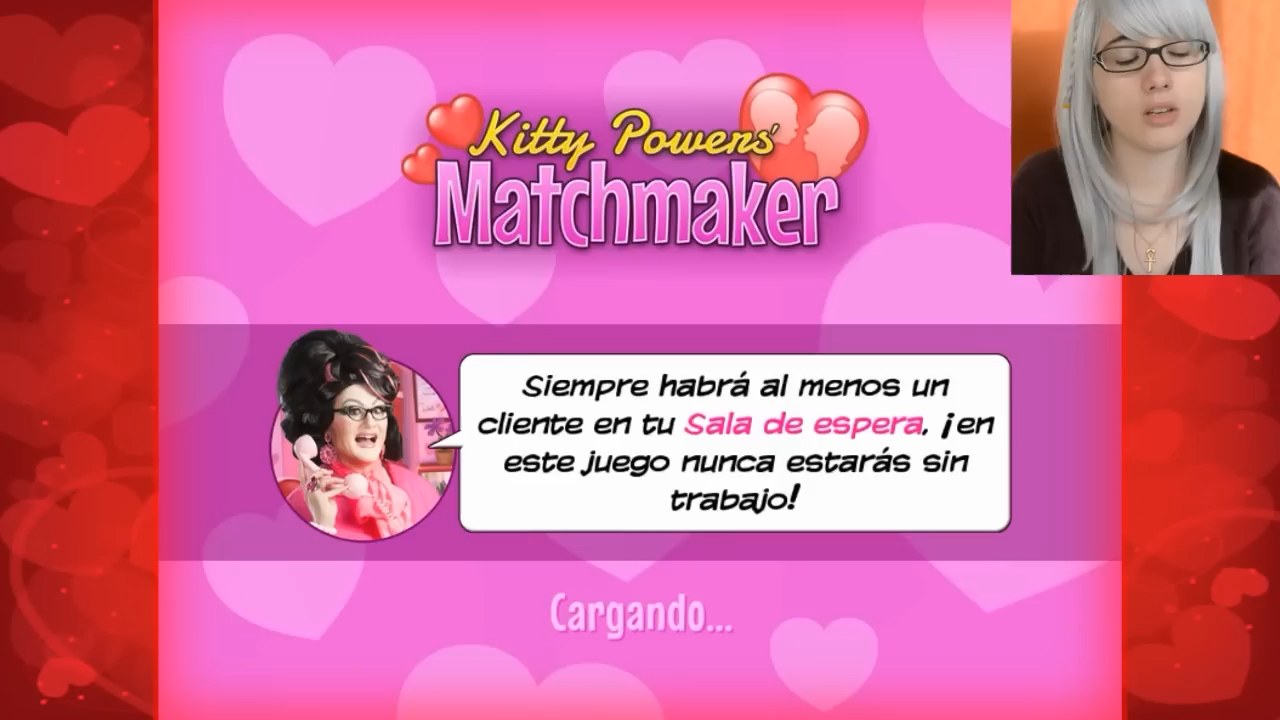 Kitty Powers'
Matchmaker
Siempre habrá al menos un
cliente en tu Sala de espera, ¡en
este juego nunca estarás sin
trabajo!
Cargando...